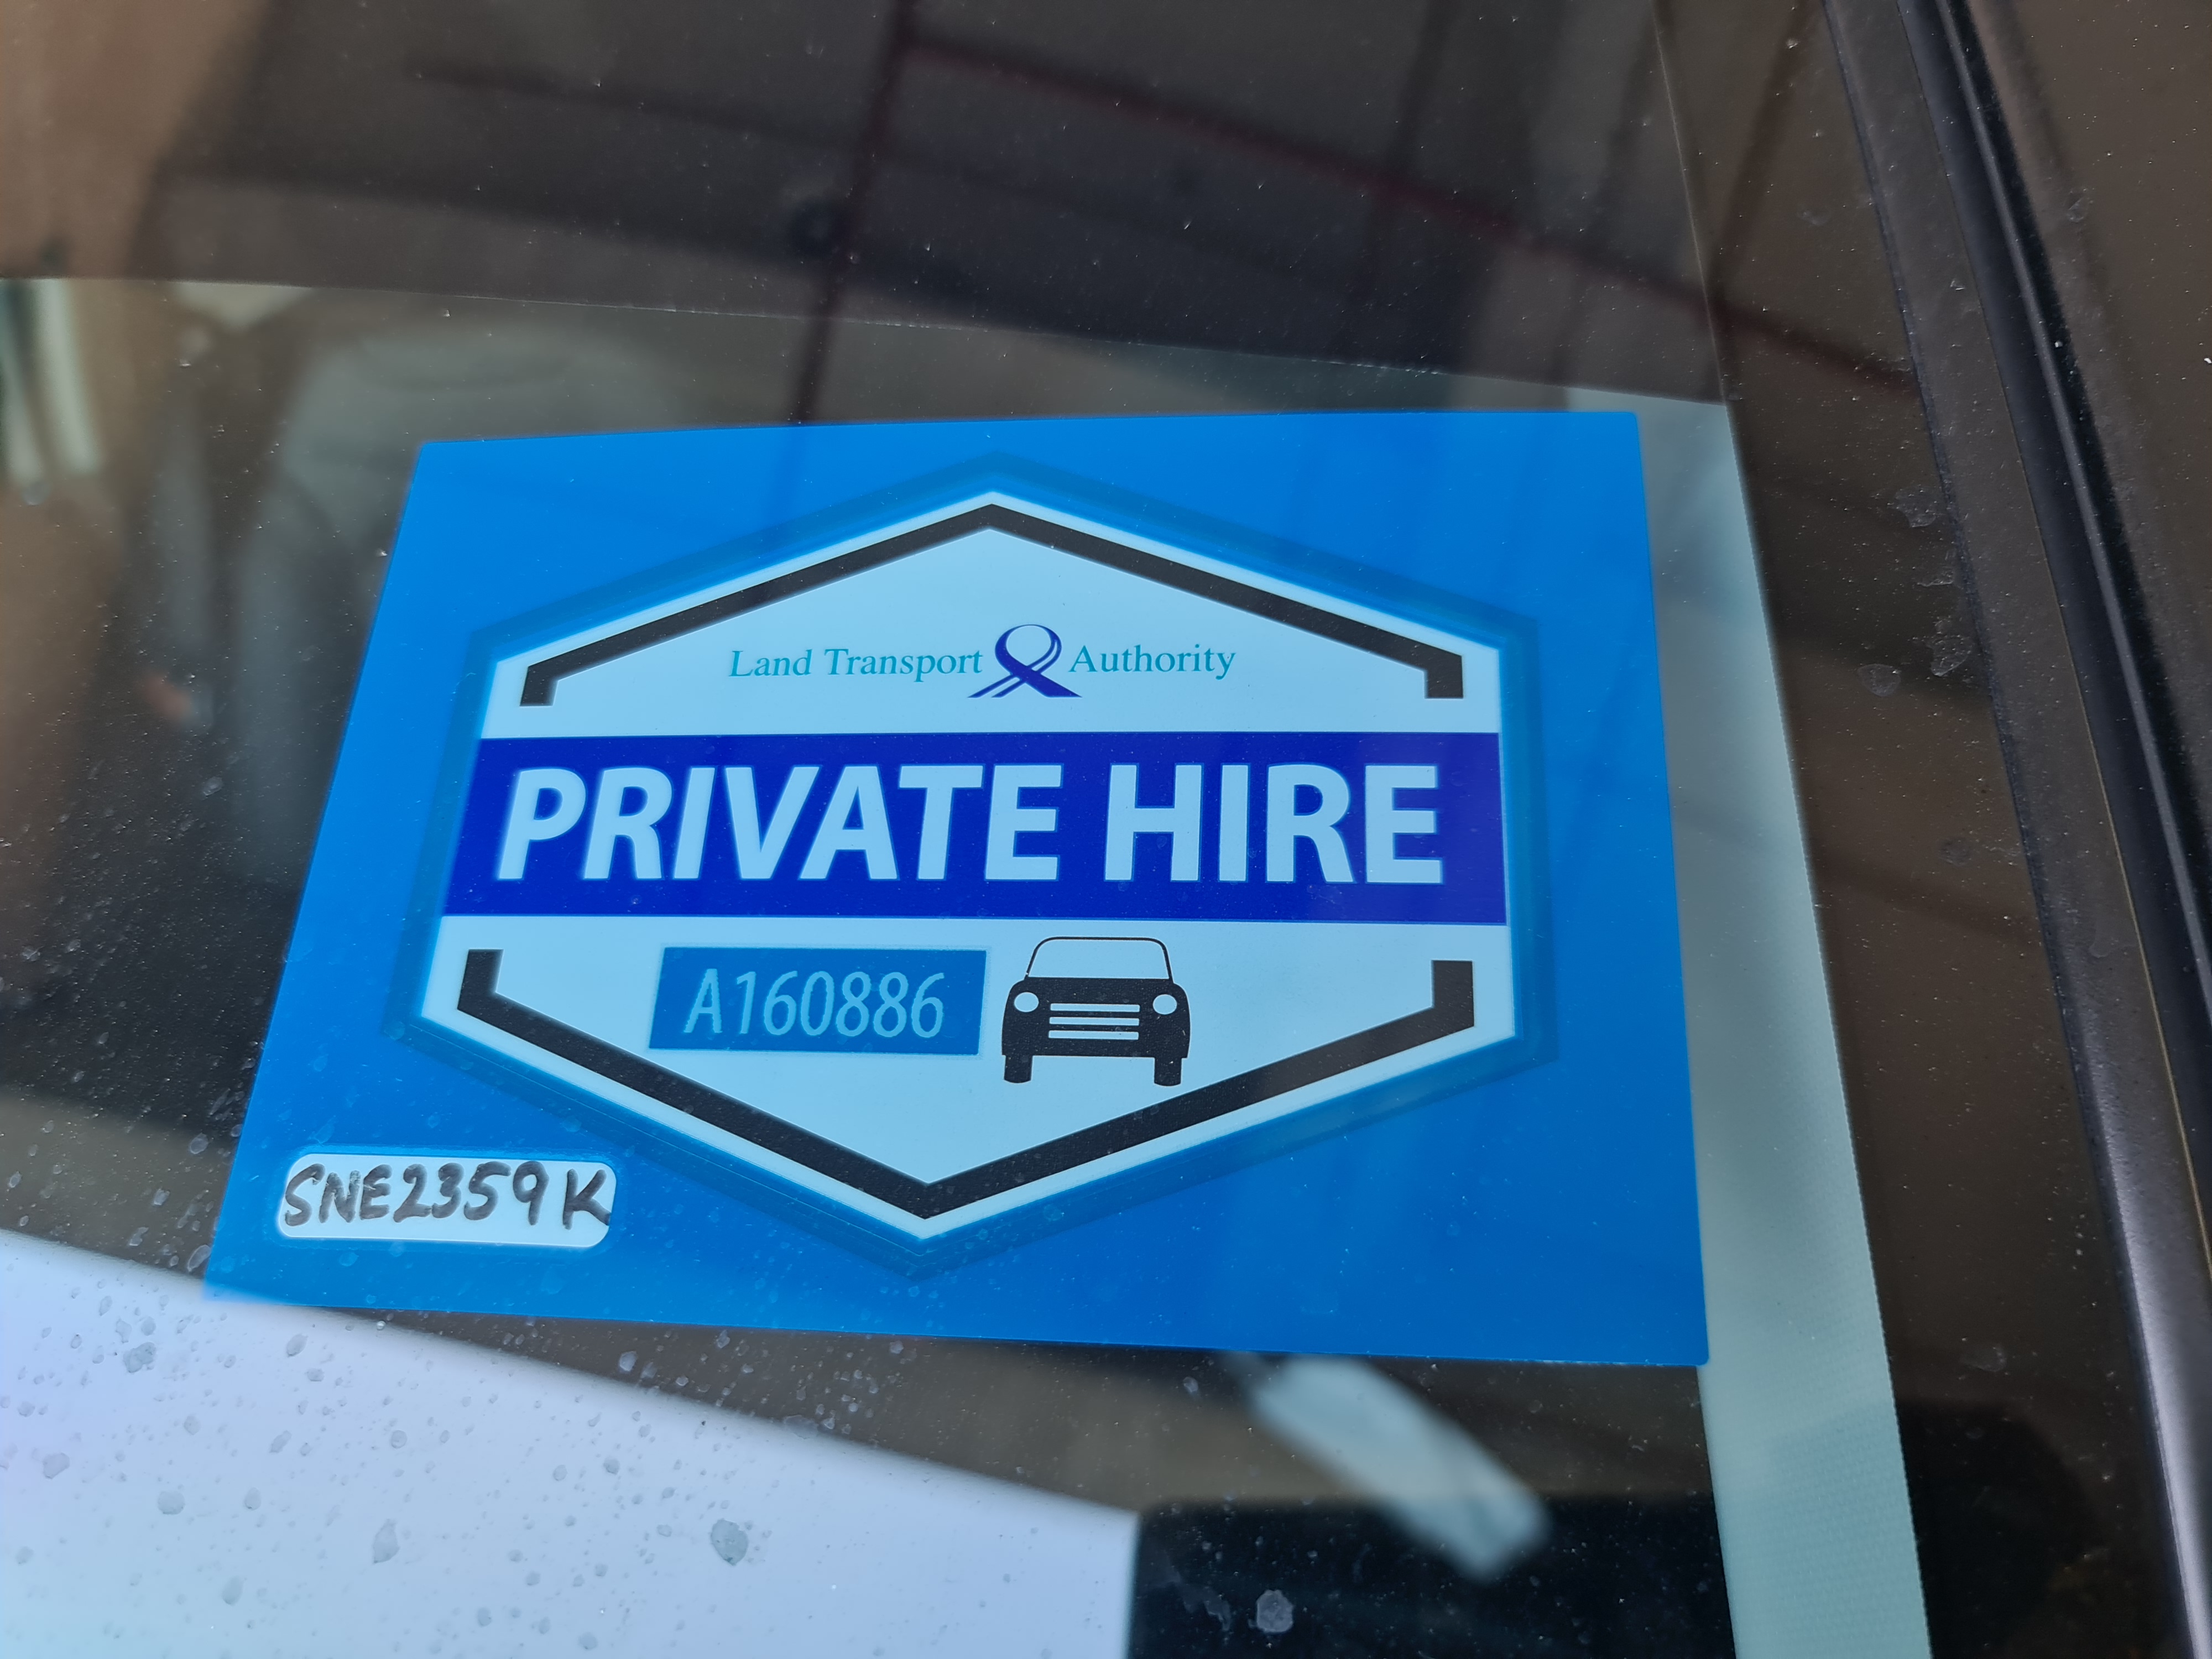 Land Transport Authority
PRIVATE HIRE
A160886
SNE2359K